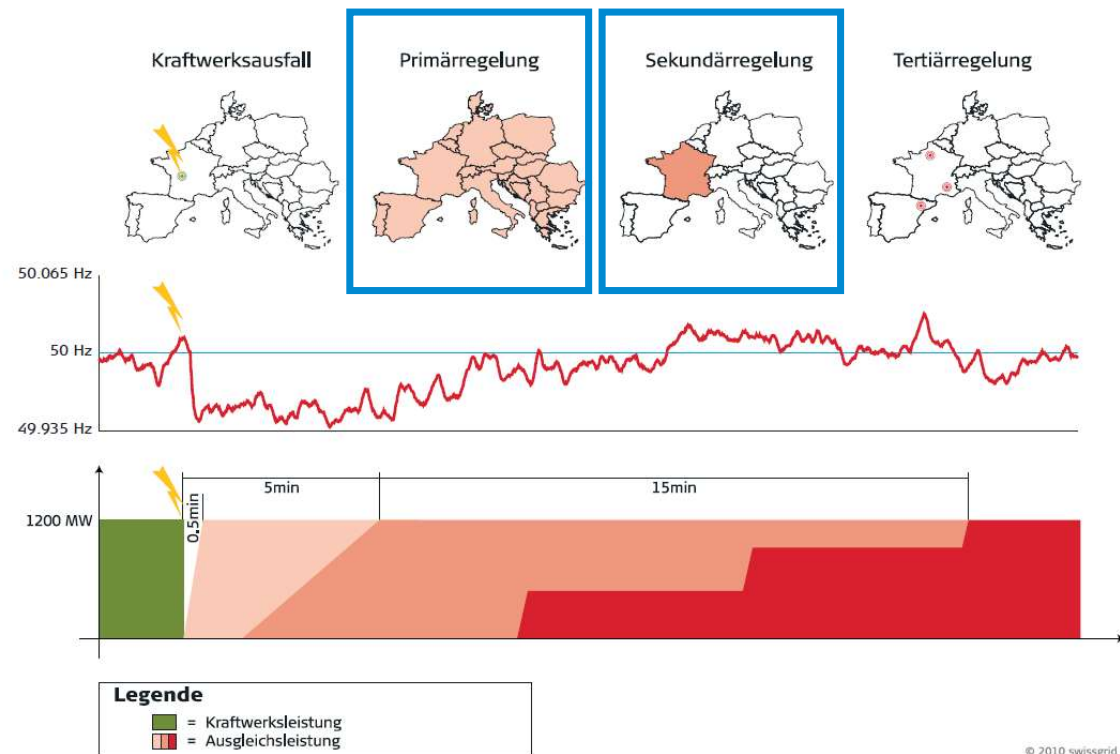 Kraftwerksausfall
Primärregelung
Sekundärregelung
Tertiärregelung
50.065 Hz
50 Hz
49.935 Hz
5min
15min
0,5min
1200 MW
Legende
= Kraftwerksleistung
= Ausgleichsleistung
© 2010 swissgrid